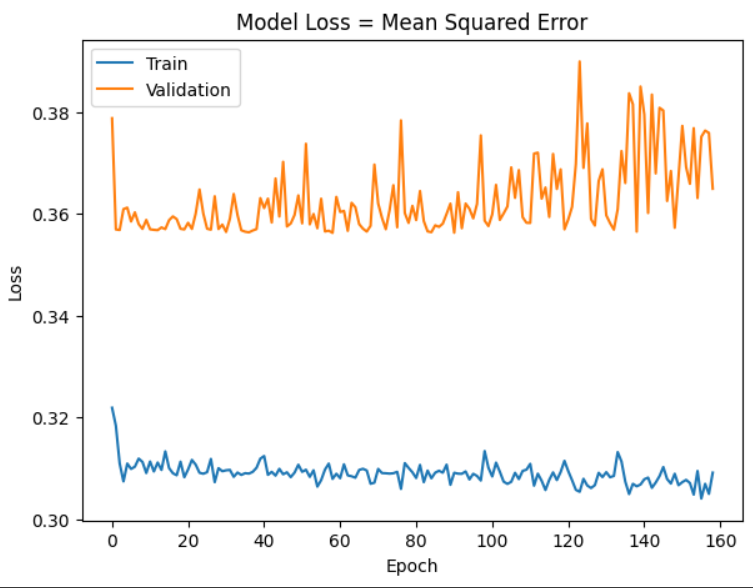 Model Loss = Mean Squared Error
Train
Validation
0.38
0.36
0.34
0.32
0.30
Loss
0 20 40 60 80 100 120 140 160
Epoch